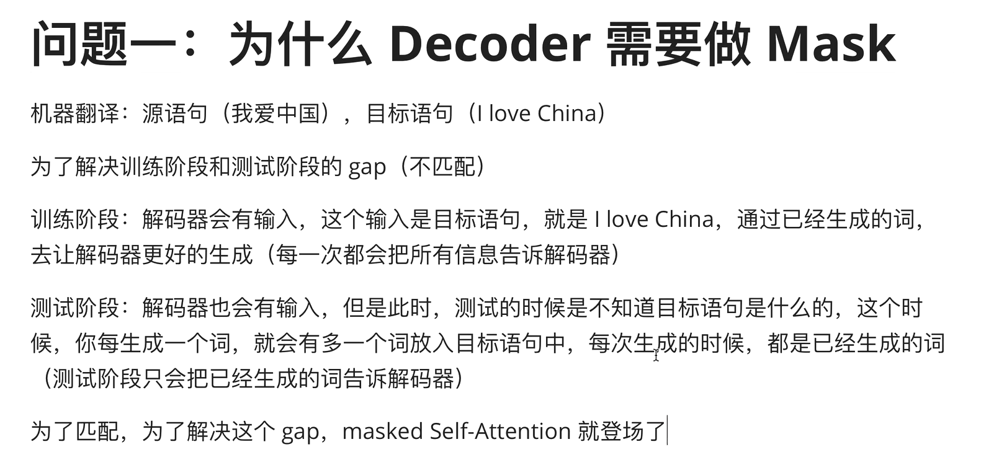 问题一：为什么 Decoder 需要做 Mask
机器翻译：源语句（我爱中国），目标语句（I love China）
为了解决训练阶段和测试阶段的 gap（不匹配）
训练阶段：解码器会有输入，这个输入是目标语句，就是 I love China，通过已经生成的词，
去让解码器更好的生成（每一次都会把所有信息告诉解码器）
测试阶段：解码器也会有输入，但是此时，测试的时候是不知道目标语句是什么的，这个时
候，你每生成一个词，就会有多一个词放入目标语句中，每次生成的时候，都是已经生成的词
（测试阶段只会把已经生成的词告诉解码器）
为了匹配，为了解决这个 gap，masked Self-Attention 就登场了